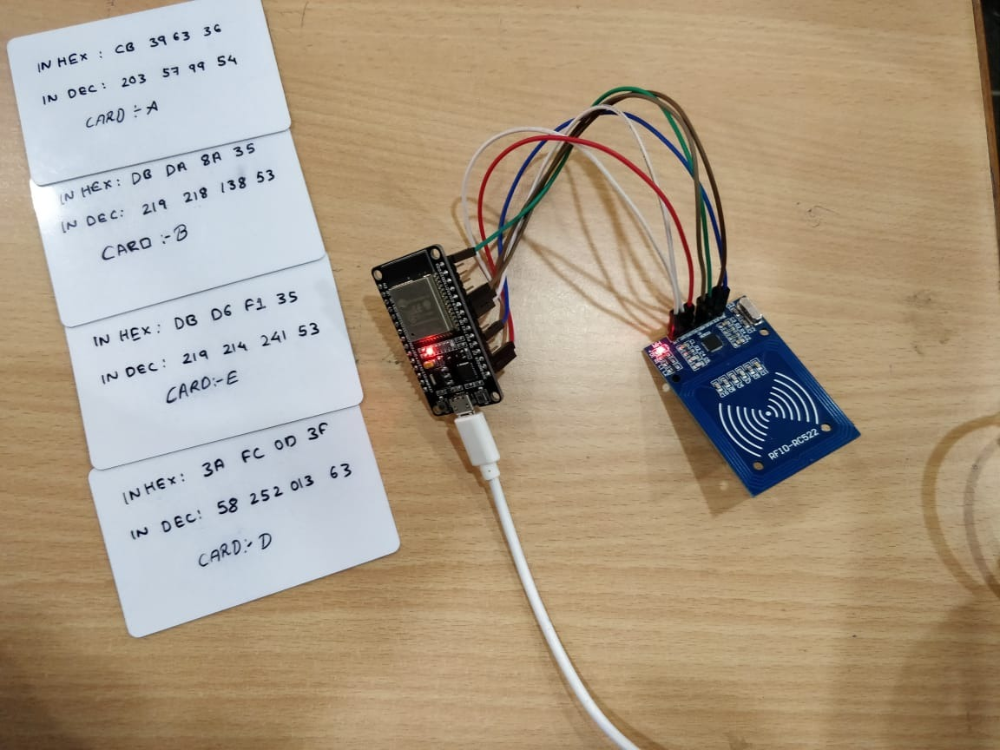 IN HEX : CB 39 63 36
IN DEC: 203 57 99 54
CARD :- A
IN HEX: DB DA 8A 35
IN DEC: 219 218 138 53
CARD :- B
IN HEX: DB D6 F1 35
IN DEC: 219 214 241 53
CARD:- E
IN HEX: 3A FC 0D 3F
IN DEC: 58 252 013 63
CARD:- D
RFID-RC522